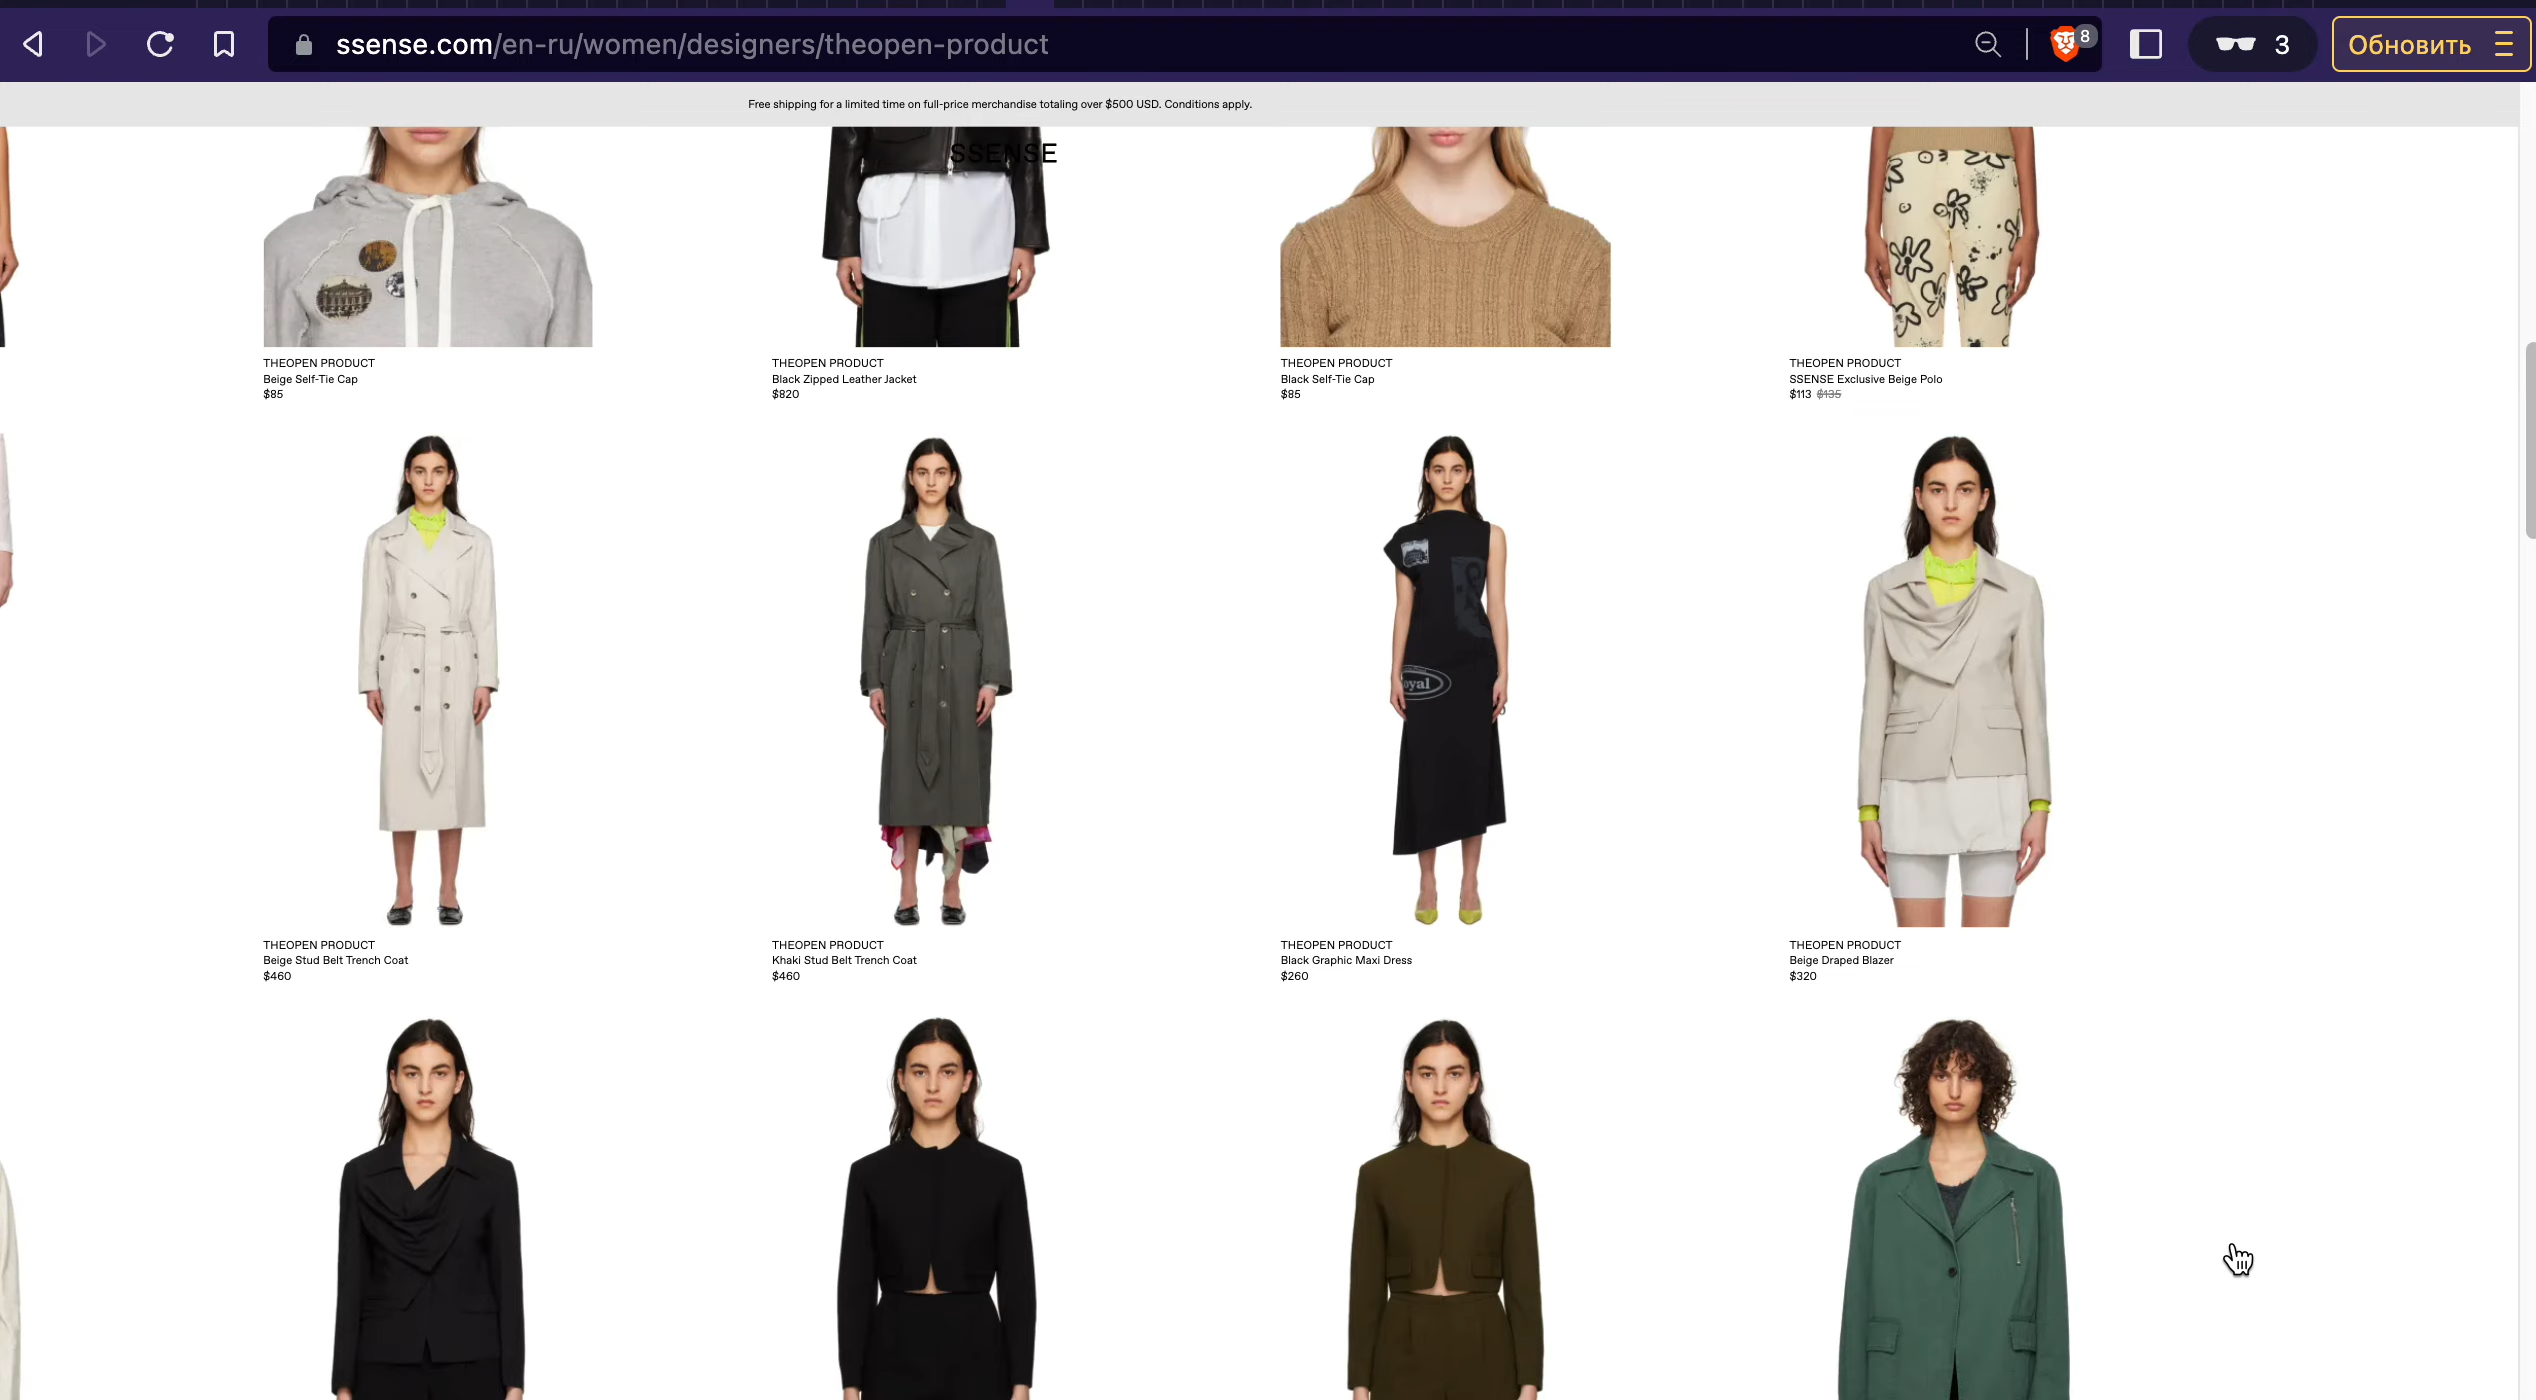 ssense.com/en-ru/women/designers/theopen-product
8
3
Обновить
Free shipping for a limited time on full-price merchandise totaling over $500 USD. Conditions apply.
SSENSE
THEOPEN PRODUCT
Beige Self-Tie Cap
$85
THEOPEN PRODUCT
Black Zipped Leather Jacket
$820
THEOPEN PRODUCT
Black Self-Tie Cap
$85
THEOPEN PRODUCT
SSENSE Exclusive Beige Polo
$113 $135
oyal
THEOPEN PRODUCT
Beige Stud Belt Trench Coat
$460
THEOPEN PRODUCT
Khaki Stud Belt Trench Coat
$460
THEOPEN PRODUCT
Black Graphic Maxi Dress
$260
THEOPEN PRODUCT
Beige Draped Blazer
$320